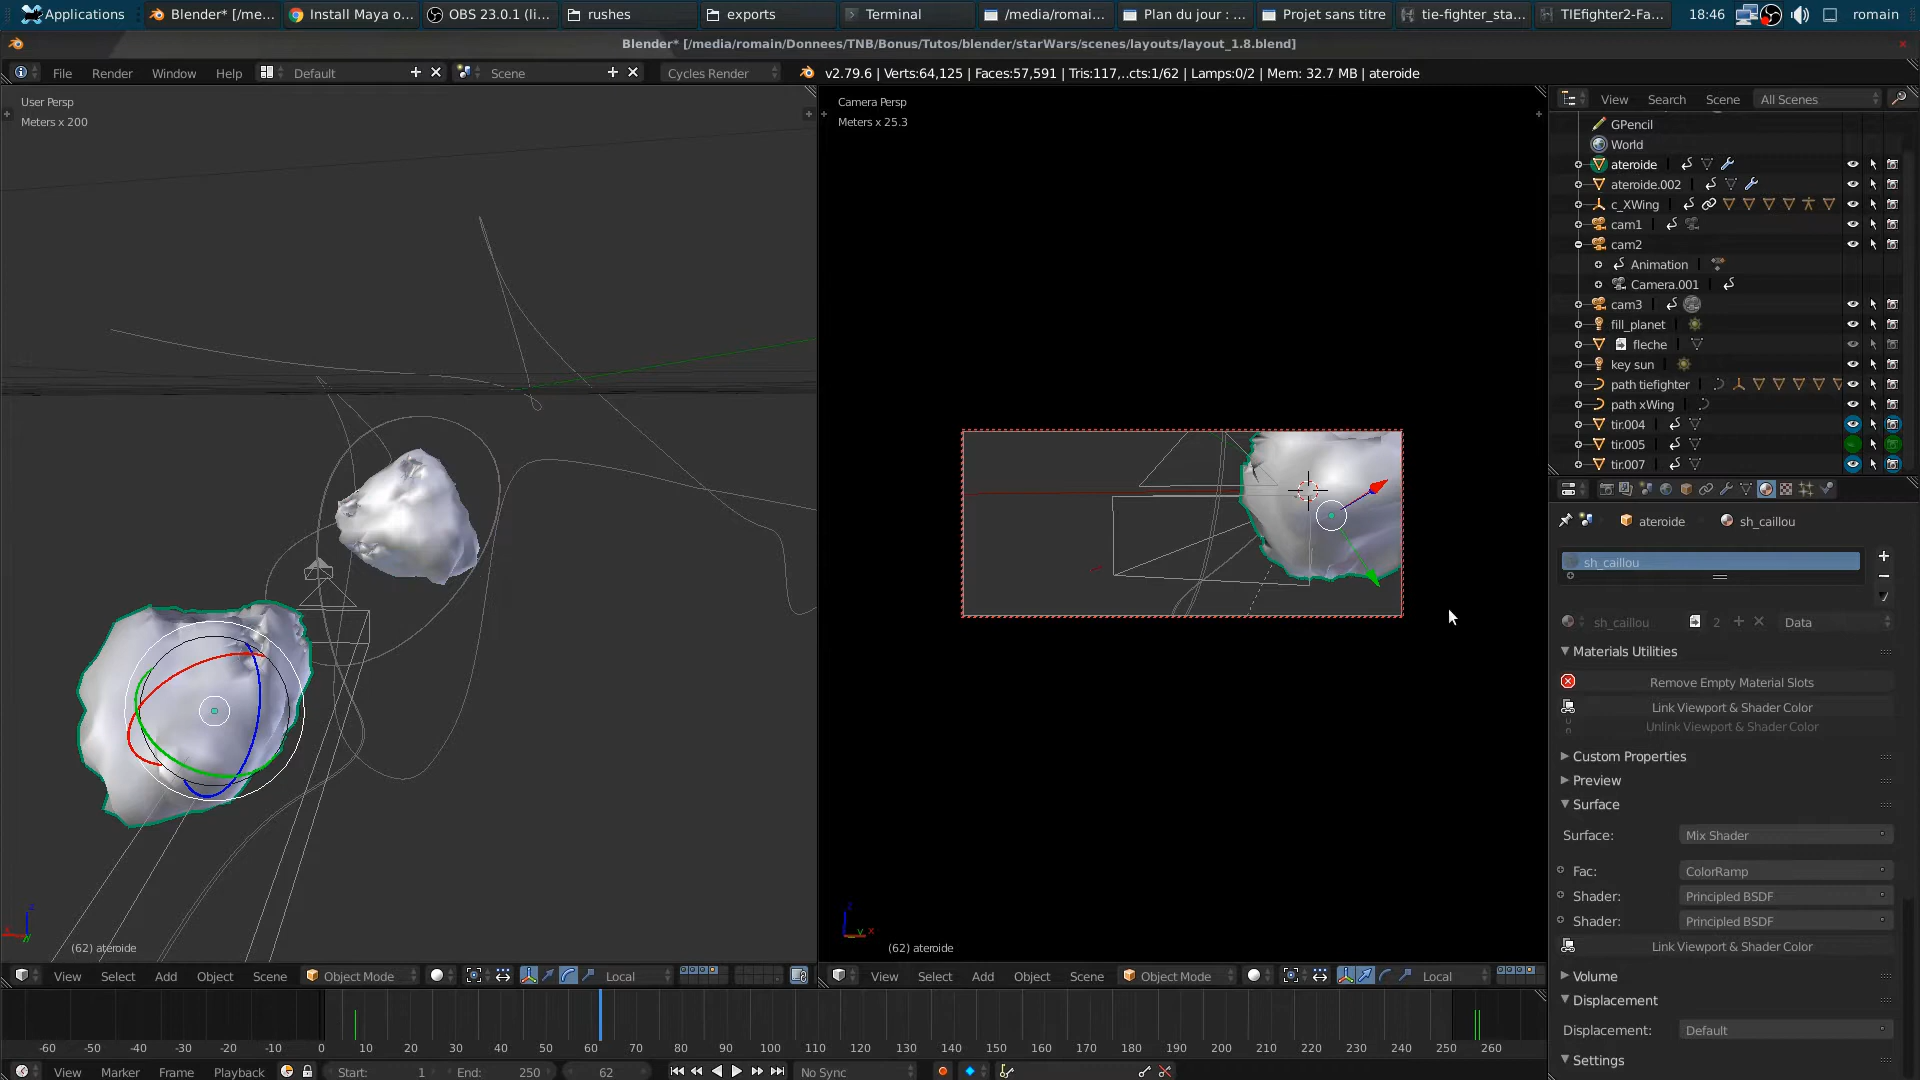 Applications
Blender* [/me...
Install Maya o...
OBS 23.0.1 (li...
rushes
exports
Terminal
/media/romai...
Plan du jour : ...
Projet sans titre
tie-fighter_sta...
TIEfighter2-Fa...
18:46
romain
Blender* [/media/romain/Donnees/TNB/Bonus/Tutos/blender/starWars/scenes/layouts/layout_1.8.blend]
File Render Window Help
Default
Scene
Cycles Render
v2.79.6 | Verts:64,125 | Faces:57,591 | Tris:117,..cts:1/62 | Lamps:0/2 | Mem: 32.7 MB | ateroide
User Persp
Meters x 200
Camera Persp
Meters x 25.3
View Search Scene All Scenes
GPencil
World
ateroide
ateroide.002
c_XWing
cam1
cam2
Animation
Camera.001
cam3
fill_planet
fleche
key sun
path tiefighter
path xWing
tir.004
tir.005
tir.007
ateroide sh_caillou
sh_caillou
sh_caillou 2 Data
Materials Utilities
Remove Empty Material Slots
Link Viewport & Shader Color
Unlink Viewport & Shader Color
Custom Properties
Preview
Surface
Surface: Mix Shader
Fac: ColorRamp
Shader: Principled BSDF
Shader: Principled BSDF
Link Viewport & Shader Color
Volume
Displacement
Displacement: Default
Settings
(62) ateroide
(62) ateroide
View Select Add Object Scene Object Mode Local
View Select Add Object Scene Object Mode Local
-60 -50 -40 -30 -20 -10 0 10 20 30 40 50 60 70 80 90 100 110 120 130 140 150 160 170 180 190 200 210 220 230 240 250 260
View Marker Frame Playback Start: 1 End: 250 62 No Sync